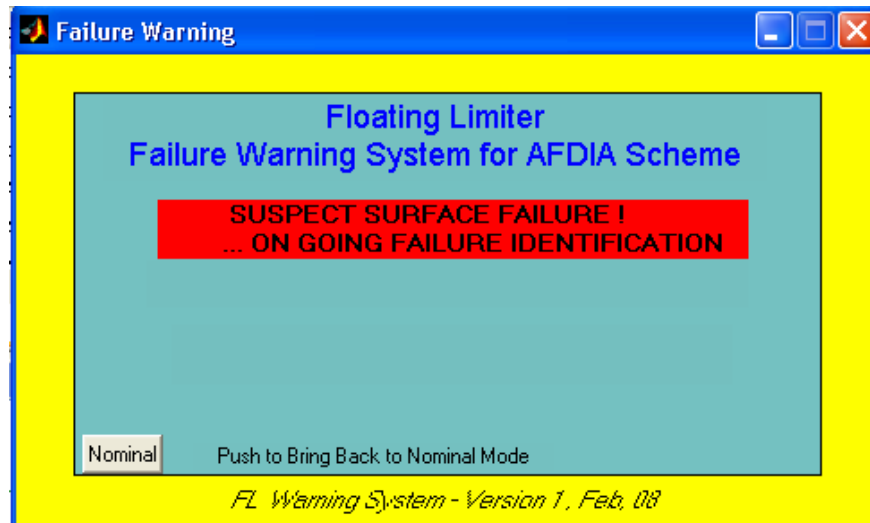 Failure Warning
Floating Limiter
Failure Warning System for AFDIA Scheme
SUSPECT SURFACE FAILURE !
... ON GOING FAILURE IDENTIFICATION
Nominal
Push to Bring Back to Nominal Mode
FL Warning System - Version 1, Feb, 08